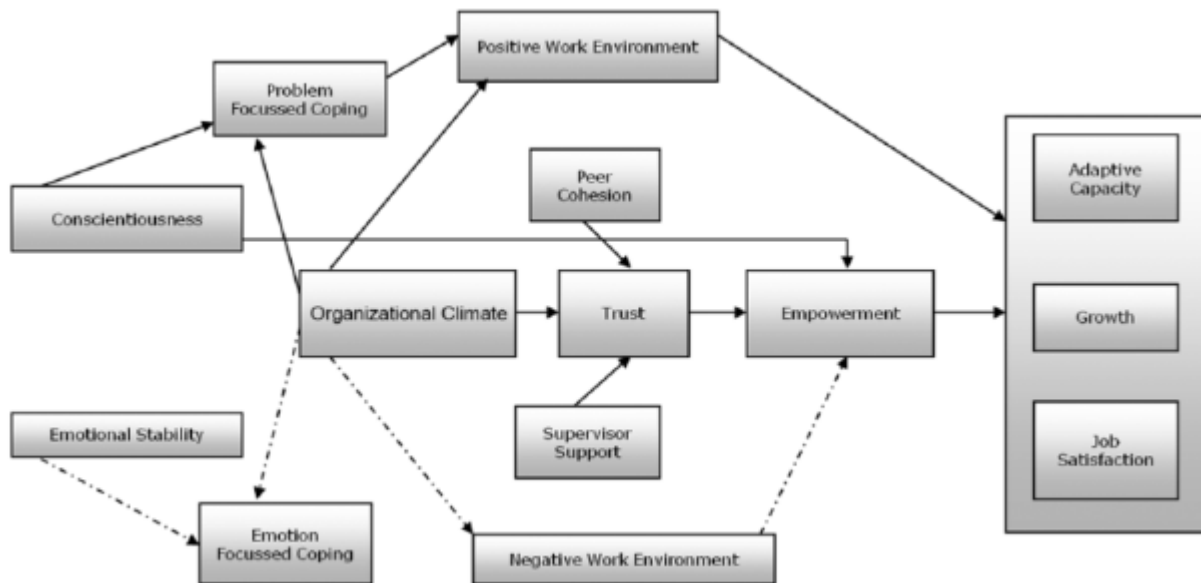 Positive Work Environment
Problem
Focussed Coping
Peer
Cohesion
Adaptive
Capacity
Conscientiousness
Organizational Climate
Trust
Empowerment
Growth
Emotional Stability
Supervisor
Support
Job
Satisfaction
Emotion
Focussed Coping
Negative Work Environment